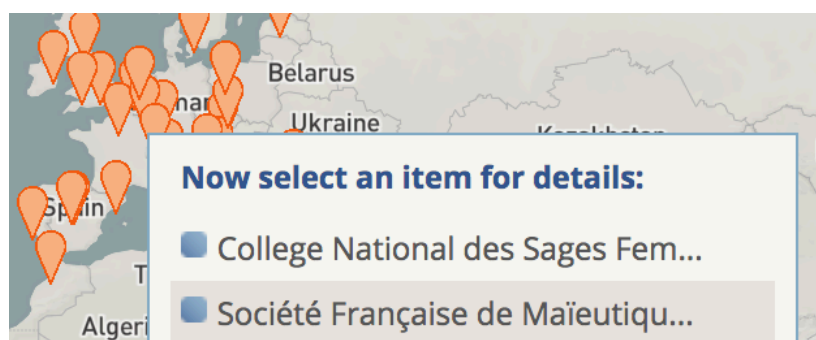 Belarus
Ukraine
Spain
Now select an item for details:
College National des Sages Fem...
Société Française de Maïeutiqu...
Algeri